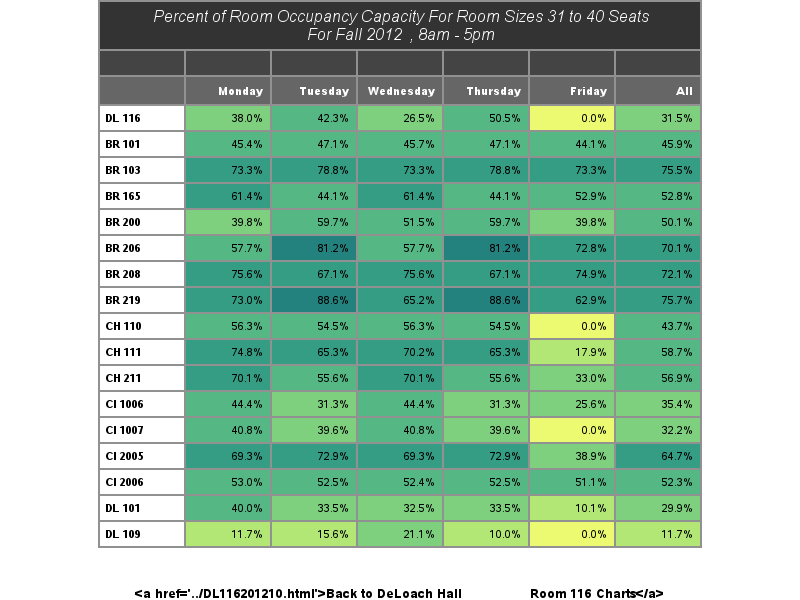 Percent of Room Occupancy Capacity For Room Sizes 31 to 40 Seats
For Fall 2012 , 8am - 5pm
Monday Tuesday Wednesday Thursday Friday All
DL 116 38.0% 42.3% 26.5% 50.5% 0.0% 31.5%
BR 101 45.4% 47.1% 45.7% 47.1% 44.1% 45.9%
BR 103 73.3% 78.8% 73.3% 78.8% 73.3% 75.5%
BR 165 61.4% 44.1% 61.4% 44.1% 52.9% 52.8%
BR 200 39.8% 59.7% 51.5% 59.7% 39.8% 50.1%
BR 206 57.7% 81.2% 57.7% 81.2% 72.8% 70.1%
BR 208 75.6% 67.1% 75.6% 67.1% 74.9% 72.1%
BR 219 73.0% 88.6% 65.2% 88.6% 62.9% 75.7%
CH 110 56.3% 54.5% 56.3% 54.5% 0.0% 43.7%
CH 111 74.8% 65.3% 70.2% 65.3% 17.9% 58.7%
CH 211 70.1% 55.6% 70.1% 55.6% 33.0% 56.9%
CI 1006 44.4% 31.3% 44.4% 31.3% 25.6% 35.4%
CI 1007 40.8% 39.6% 40.8% 39.6% 0.0% 32.2%
CI 2005 69.3% 72.9% 69.3% 72.9% 38.9% 64.7%
CI 2006 53.0% 52.5% 52.4% 52.5% 51.1% 52.3%
DL 101 40.0% 33.5% 32.5% 33.5% 10.1% 29.9%
DL 109 11.7% 15.6% 21.1% 10.0% 0.0% 11.7%
<a href='../DL116201210.html'>Back to DeLoach Hall Room 116 Charts</a>